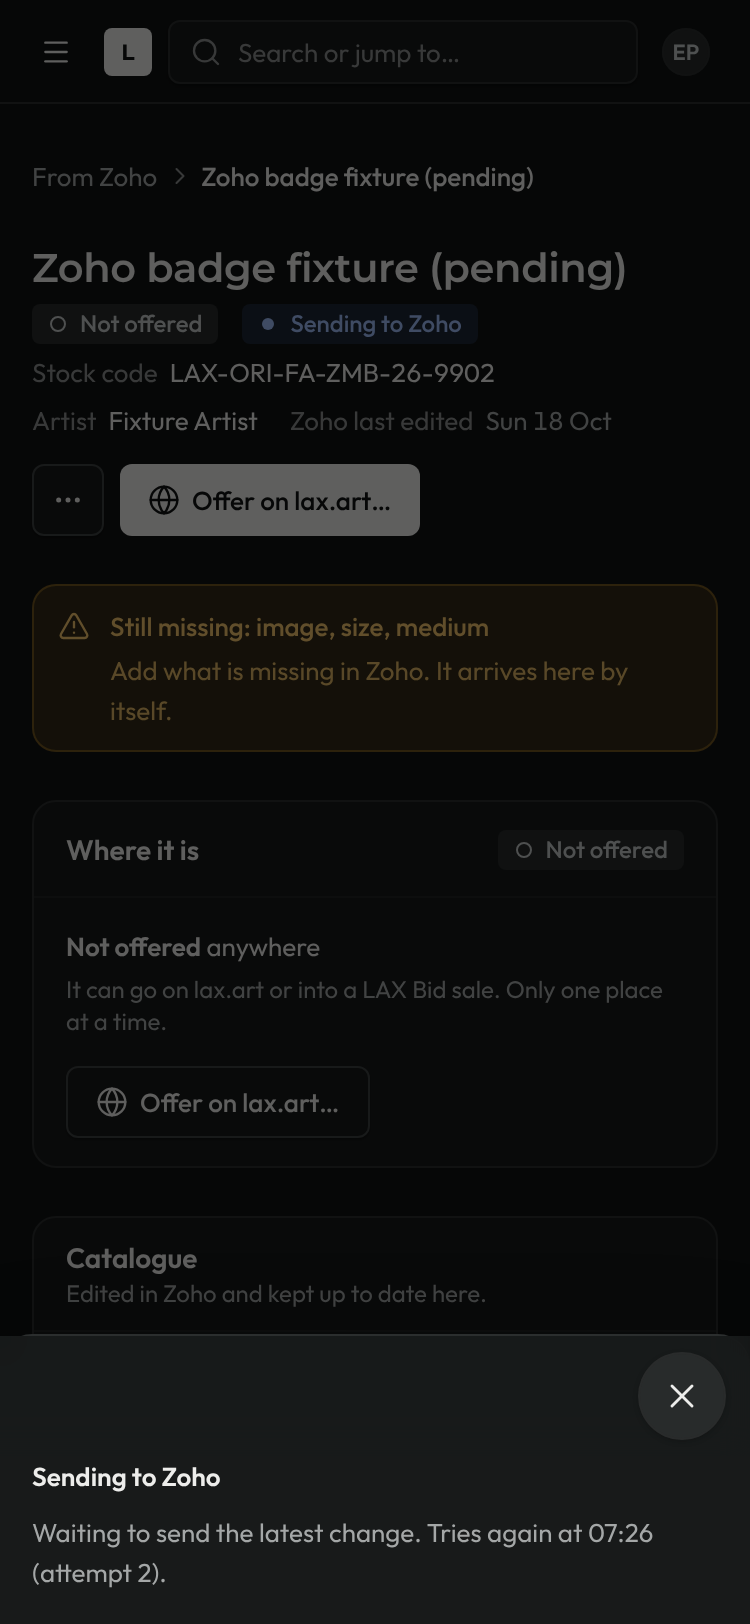 L
Search or jump to...
EP
From Zoho > Zoho badge fixture (pending)
Zoho badge fixture (pending)
Not offered
Sending to Zoho
Stock code LAX-ORI-FA-ZMB-26-9902
Artist Fixture Artist Zoho last edited Sun 18 Oct
Offer on lax.art...
Still missing: image, size, medium
Add what is missing in Zoho. It arrives here by
itself.
Where it is
Not offered
Not offered anywhere
It can go on lax.art or into a LAX Bid sale. Only one place
at a time.
Offer on lax.art...
Catalogue
Edited in Zoho and kept up to date here.
Sending to Zoho
Waiting to send the latest change. Tries again at 07:26
(attempt 2).